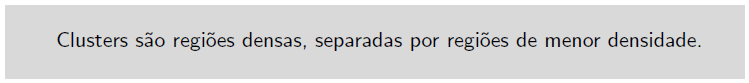 Clusters são regiões densas, separadas por regiões de menor densidade.